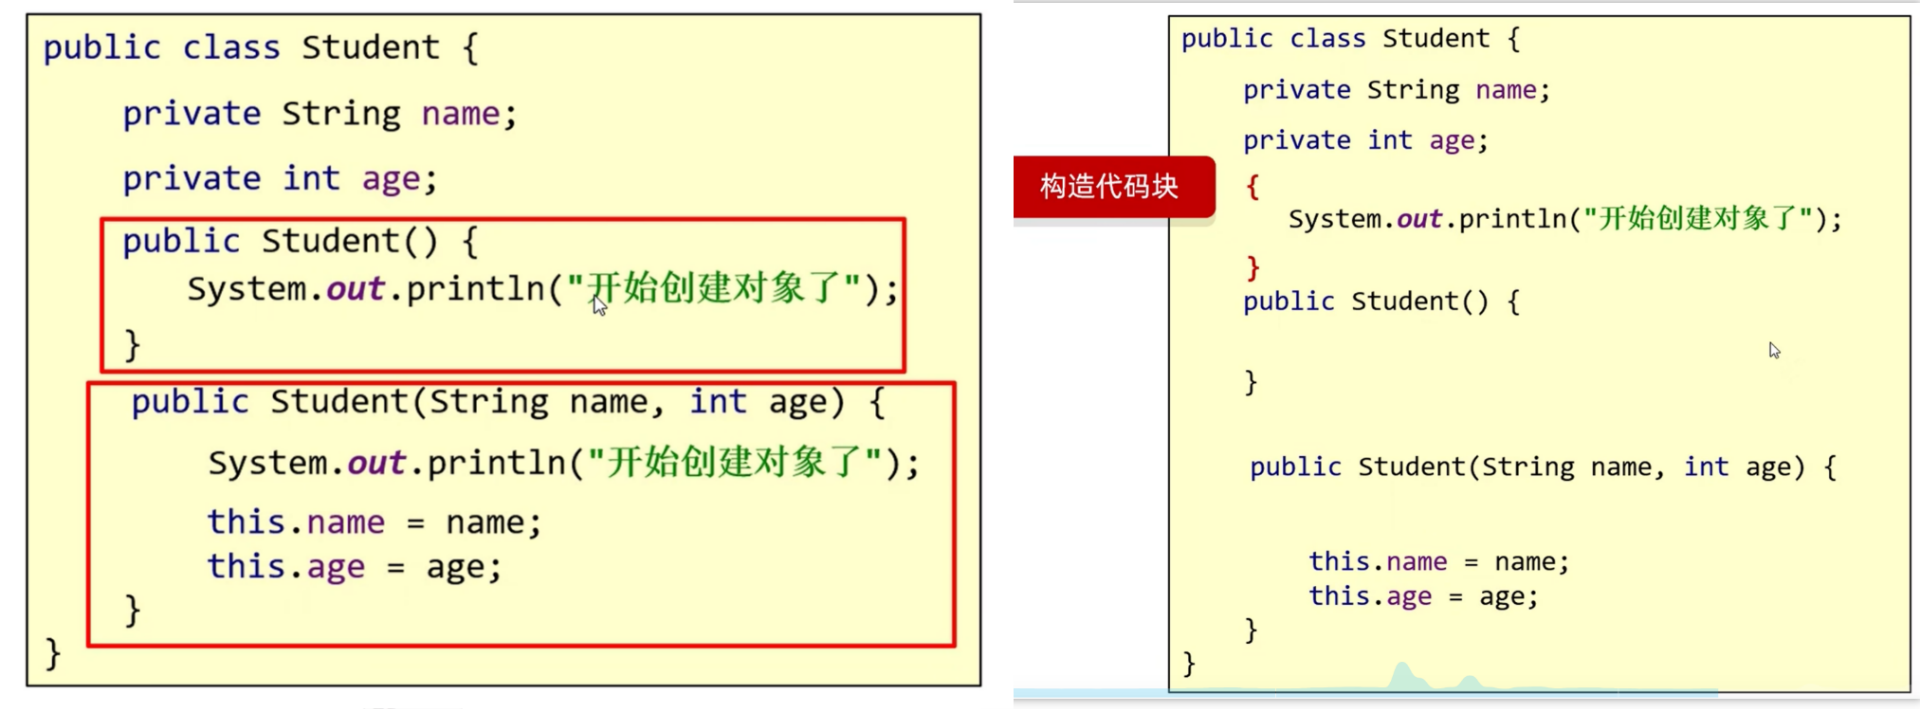 public class Student {
private String name;
private int age;
public Student() {
System.out.println("开始创建对象了");
}
public Student(String name, int age) {
System.out.println("开始创建对象了");
this.name = name;
this.age = age;
}
}
public class Student {
private String name;
private int age;
构造代码块
{
System.out.println("开始创建对象了");
}
public Student() {
}
public Student(String name, int age) {
this.name = name;
this.age = age;
}
}